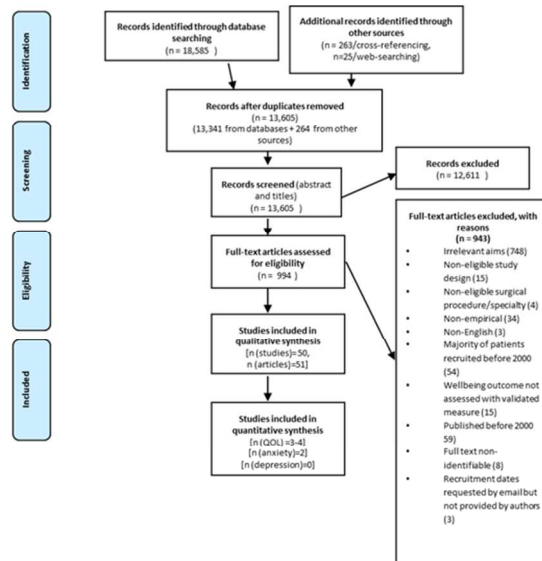 Identification
Records identified through database
searching
(n = 18,585 )
Additional records identified through
other sources
(n = 263/cross-referencing,
n=25/web-searching)
Records after duplicates removed
(n = 13,605)
(13,341 from databases + 264 from other
sources)
Screening
Records screened (abstract
and titles)
(n = 13,605 )
Records excluded
(n = 12,611 )
Eligibility
Full-text articles assessed
for eligibility
(n = 994 )
Full-text articles excluded, with
reasons
(n = 943)
• Irrelevant aims (748)
• Non-eligible study
design (15)
• Non-eligible surgical
procedure/specialty (4)
• Non-empirical (34)
• Non-English (3)
• Majority of patients
recruited before 2000
(54)
• Wellbeing outcome not
assessed with validated
measure (15)
• Published before 2000
59)
• Full text non-
identifiable (8)
• Recruitment dates
requested by email but
not provided by authors
(3)
Included
Studies included in
qualitative synthesis
[n (studies)=50,
n (articles)=51]
Studies included in
quantitative synthesis
[n (QOL) =3-4]
[n (anxiety)=2]
[n (depression)=0]